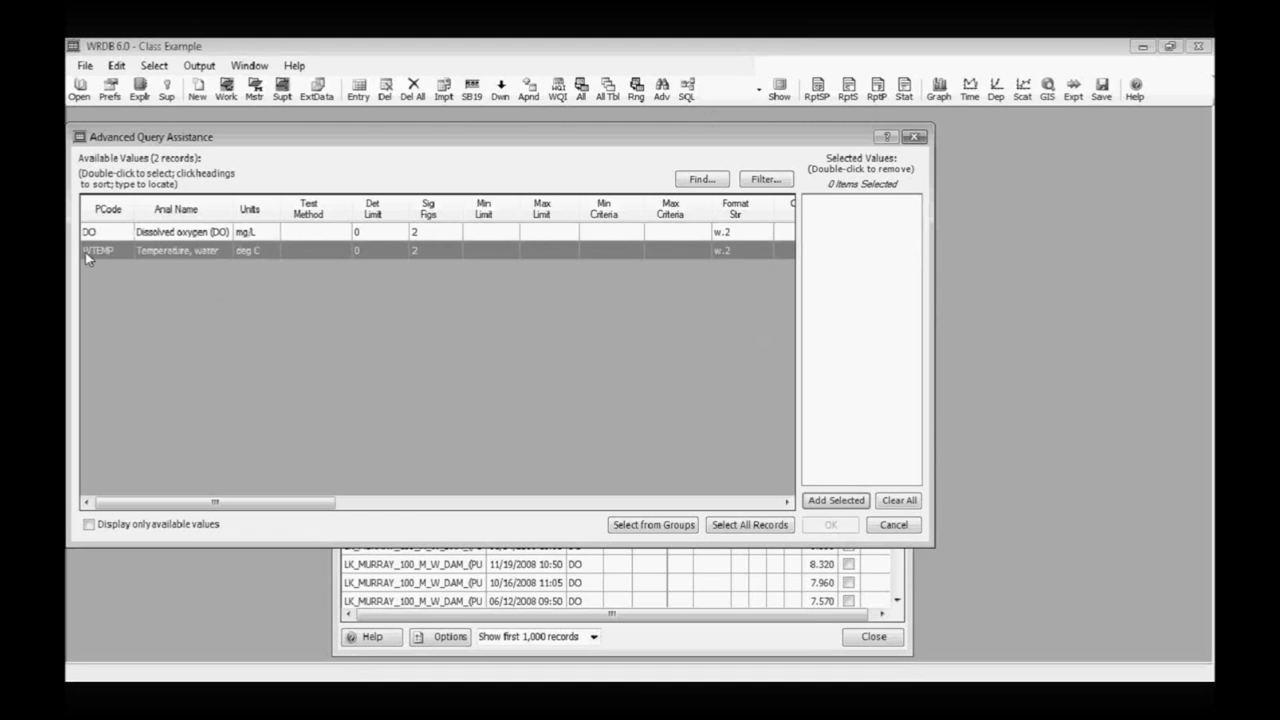 WRDB 6.0 - Class Example
File Edit Select Output Window Help
Open Prefs Explr Sup New Work Mstr Supt ExtData Entry Del Del All Impt SB19 Dwn Apnd WQI All All Tbl Rng Adv SQL Show RptSP RptS RptP Stat Graph Time Dep Scat GIS Expt Save Help
Advanced Query Assistance
Available Values (2 records):
(Double-click to select; click headings
to sort; type to locate)
Find... Filter...
Selected Values:
(Double-click to remove)
0 Items Selected
PCode Anal Name Units Test Method Det Limit Sig Figs Min Limit Max Limit Min Criteria Max Criteria Format Str
DO Dissolved oxygen (DO) mg/L 0 2 w.2
WTEMP Temperature, water deg C 0 2 w.2
Add Selected Clear All
Display only available values Select from Groups Select All Records OK Cancel
LK_MURRAY_100_M_W_DAM_(PU 11/19/2008 10:50 DO 8.320
LK_MURRAY_100_M_W_DAM_(PU 10/16/2008 11:05 DO 7.960
LK_MURRAY_100_M_W_DAM_(PU 06/12/2008 09:50 DO 7.570
Help Options Show first 1,000 records Close